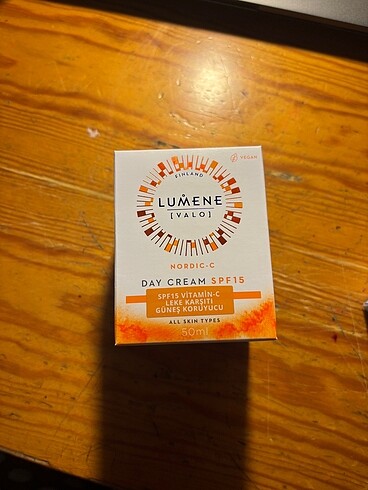 VEGAN
FINLAND
LUMENE
[VALO]
NORDIC-C
DAY CREAM SPF15
SPF15 VİTAMİN-C
LEKE KARŞITI
GÜNEŞ KORUYUCU
ALL SKIN TYPES
50ml